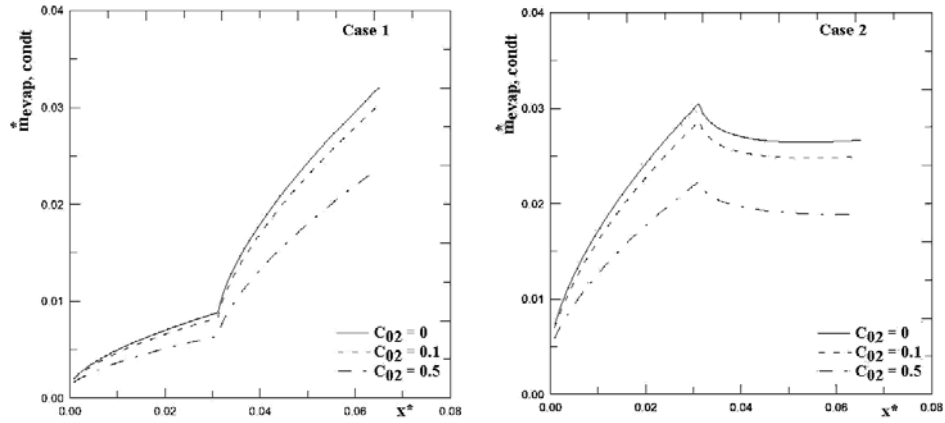 0.04
0.03
0.02
0.01
0.00
0.00
0.02
0.04
0.06
0.08
ṁ*evap, condt
x*
Case 1
C02 = 0
C02 = 0.1
C02 = 0.5
0.04
0.03
0.02
0.01
0.00
0.00
0.02
0.04
0.06
0.08
ṁ*evap, condt
x*
Case 2
C02 = 0
C02 = 0.1
C02 = 0.5